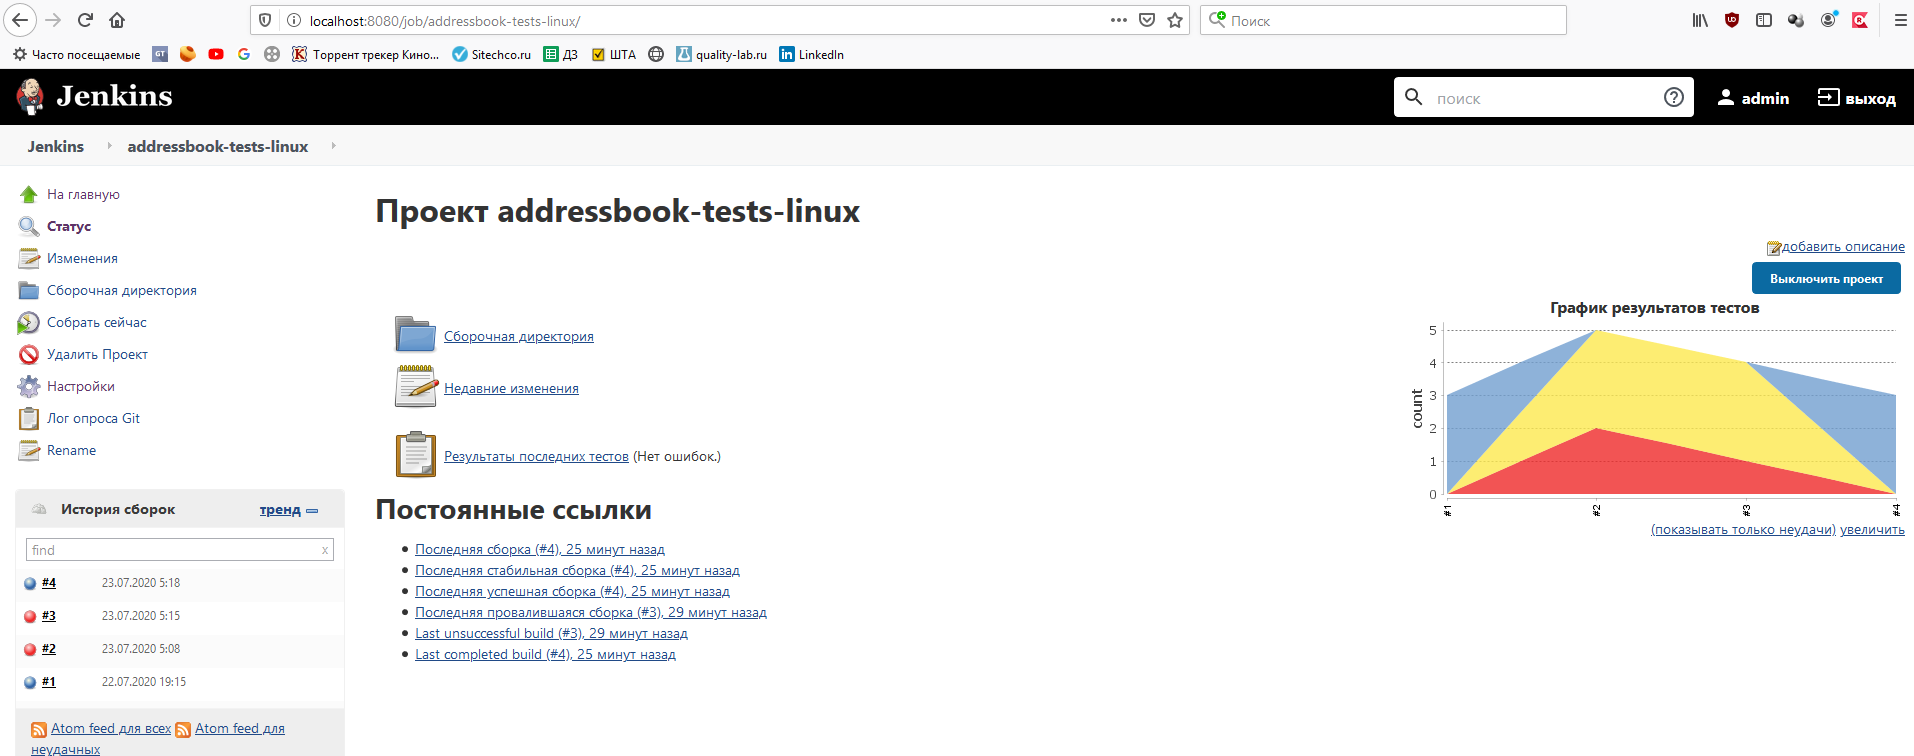 localhost:8080/job/addressbook-tests-linux/
Поиск
Часто посещаемые
GT
G
Торрент трекер Кино...
Sitechco.ru
ДЗ
ШТА
quality-lab.ru
in LinkedIn
Jenkins
поиск
admin
выход
Jenkins
addressbook-tests-linux
На главную
Статус
Изменения
Сборочная директория
Собрать сейчас
Удалить Проект
Настройки
Лог опроса Git
Rename
История сборок
тренд
find
x
#4 23.07.2020 5:18
#3 23.07.2020 5:15
#2 23.07.2020 5:08
#1 22.07.2020 19:15
Atom feed для всех Atom feed для
неудачных
Проект addressbook-tests-linux
добавить описание
Выключить проект
Сборочная директория
Недавние изменения
Результаты последних тестов (Нет ошибок.)
Постоянные ссылки
Последняя сборка (#4), 25 минут назад
Последняя стабильная сборка (#4), 25 минут назад
Последняя успешная сборка (#4), 25 минут назад
Последняя провалившаяся сборка (#3), 29 минут назад
Last unsuccessful build (#3), 29 минут назад
Last completed build (#4), 25 минут назад
График результатов тестов
count
5
4
3
2
1
0
#1
#2
#3
#4
(показывать только неудачи) увеличить